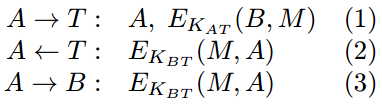 A → T : A, E_{K_{AT}}(B, M) (1)
A ← T : E_{K_{BT}}(M, A) (2)
A → B : E_{K_{BT}}(M, A) (3)